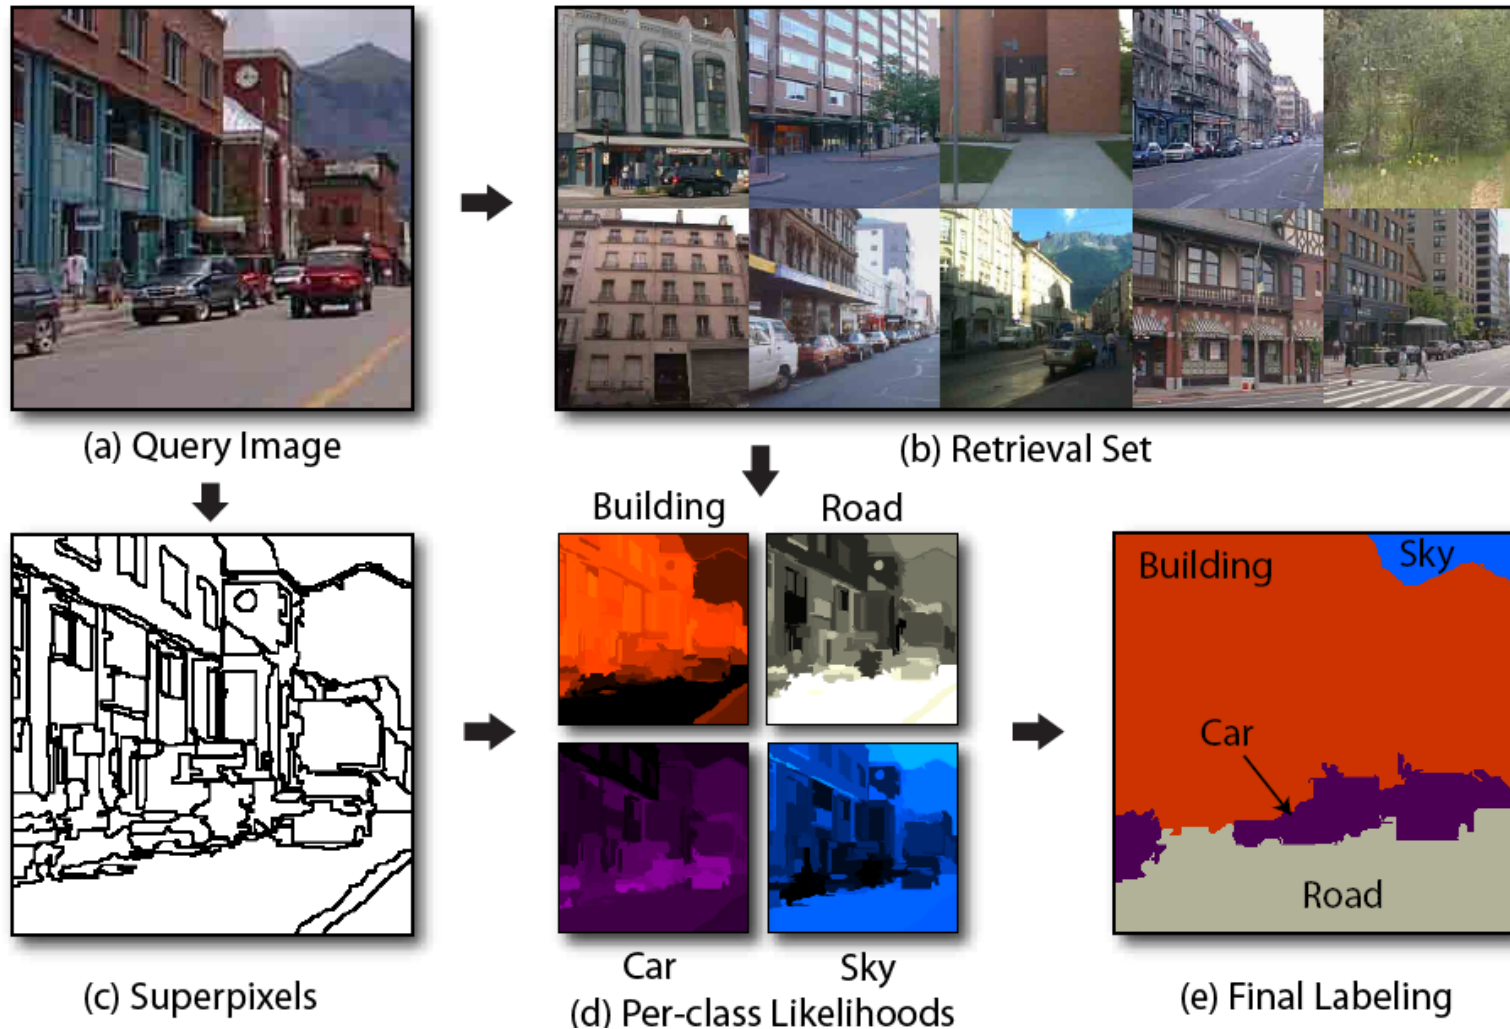 (a) Query Image
(b) Retrieval Set
Building
Road
Building
Sky
Car
Road
Car
Sky
(c) Superpixels
(d) Per-class Likelihoods
(e) Final Labeling